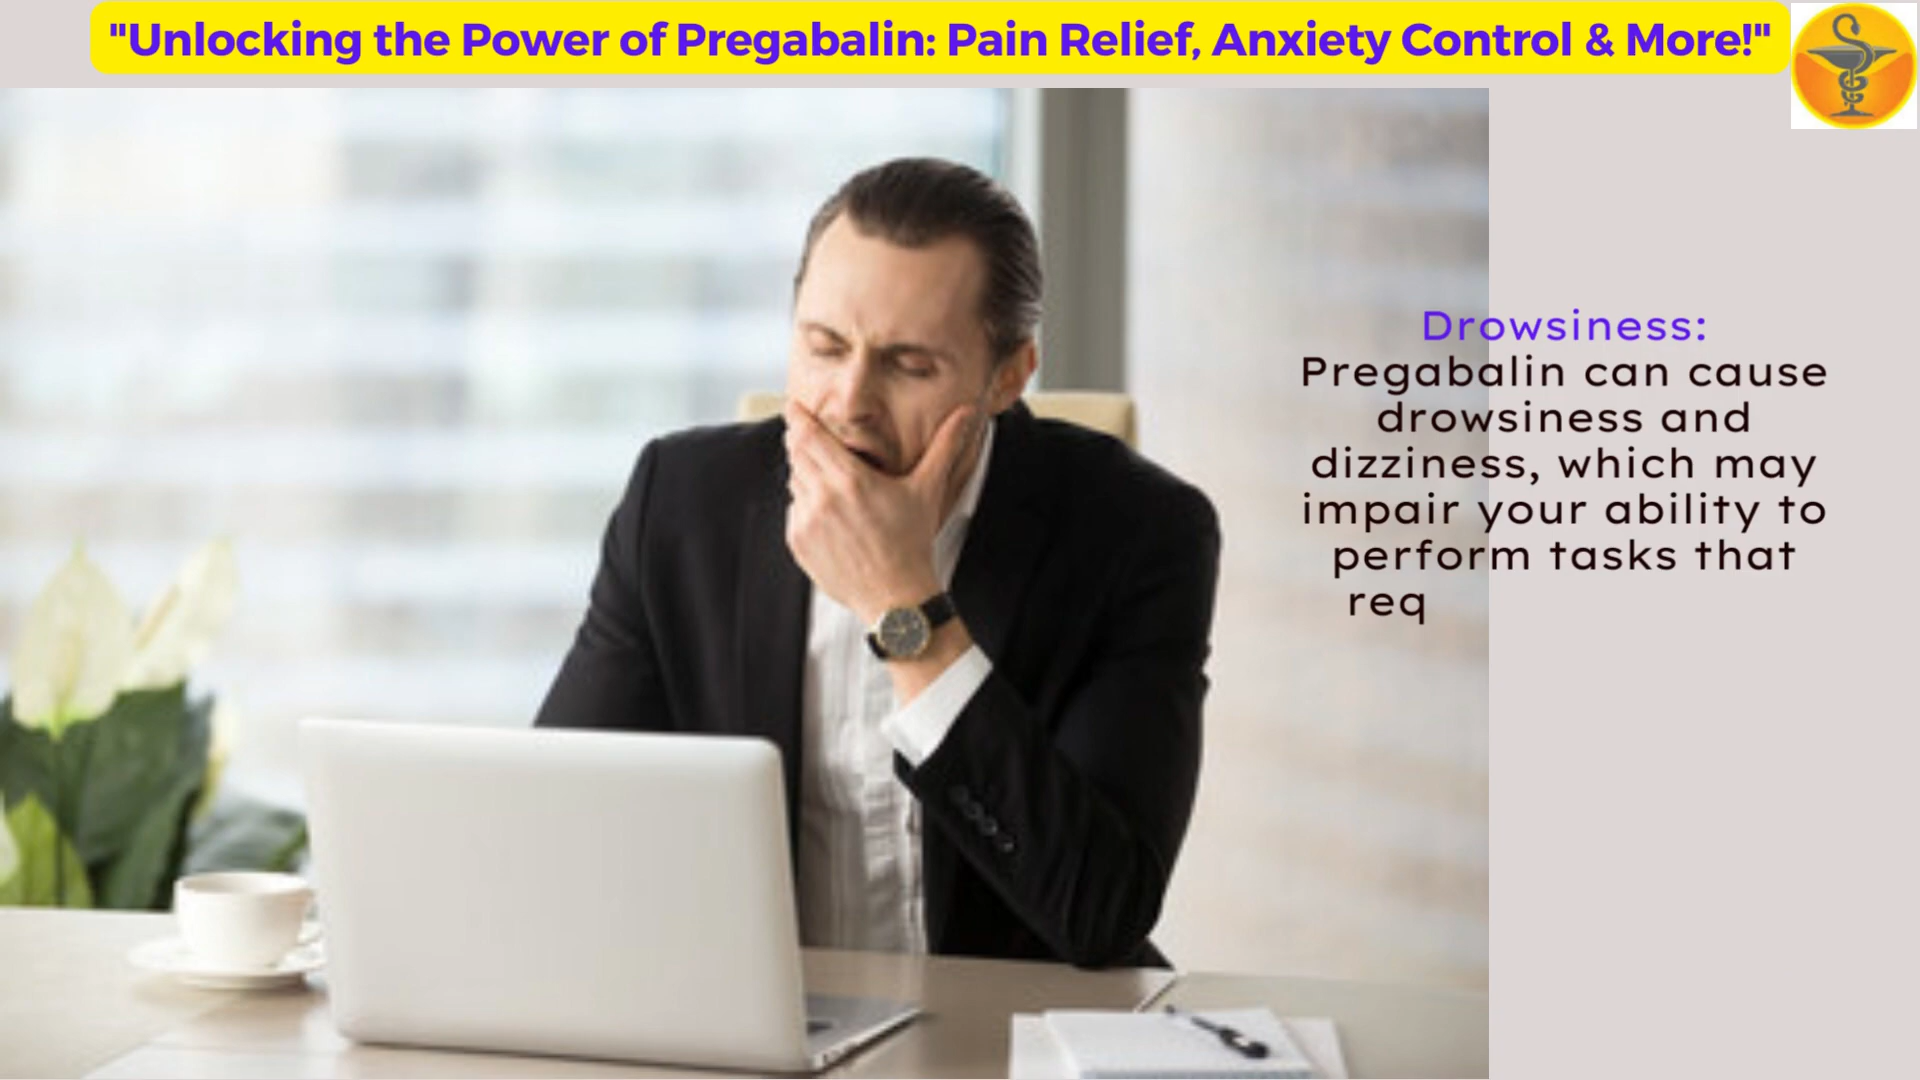 "Unlocking the Power of Pregabalin: Pain Relief, Anxiety Control & More!"
Drowsiness:
Pregabalin can cause
drowsiness and
dizziness, which may
impair your ability to
perform tasks that
req